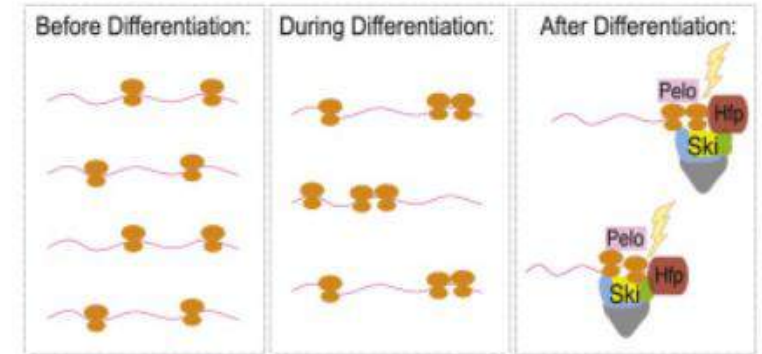 Before Differentiation:
During Differentiation:
After Differentiation:
Pelo
Hfp
Ski
Pelo
Hfp
Ski